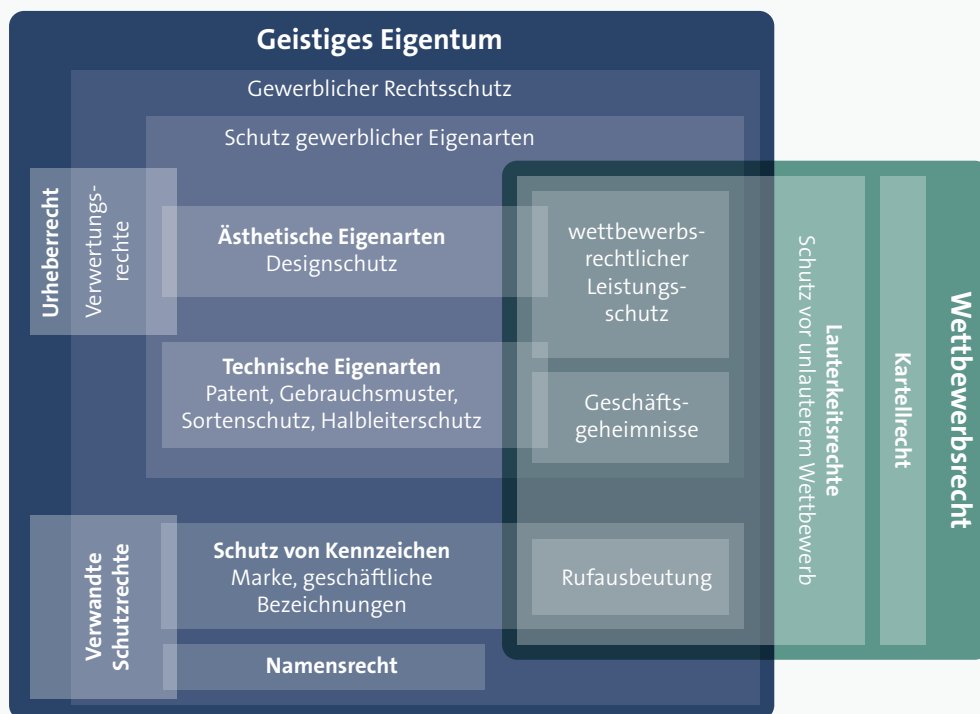 Geistiges Eigentum
Gewerblicher Rechtsschutz
Schutz gewerblicher Eigenarten
Urheberrecht
Verwertungs-
rechte
Ästhetische Eigenarten
Designschutz
wettbewerbs-
rechtlicher
Leistungs-
schutz
Technische Eigenarten
Patent, Gebrauchsmuster,
Sortenschutz, Halbleiterschutz
Geschäfts-
geheimnisse
Verwandte
Schutzrechte
Schutz von Kennzeichen
Marke, geschäftliche
Bezeichnungen
Rufausbeutung
Namensrecht
Lauterkeitsrechte
Schutz vor unlauterem Wettbewerb
Kartellrecht
Wettbewerbsrecht